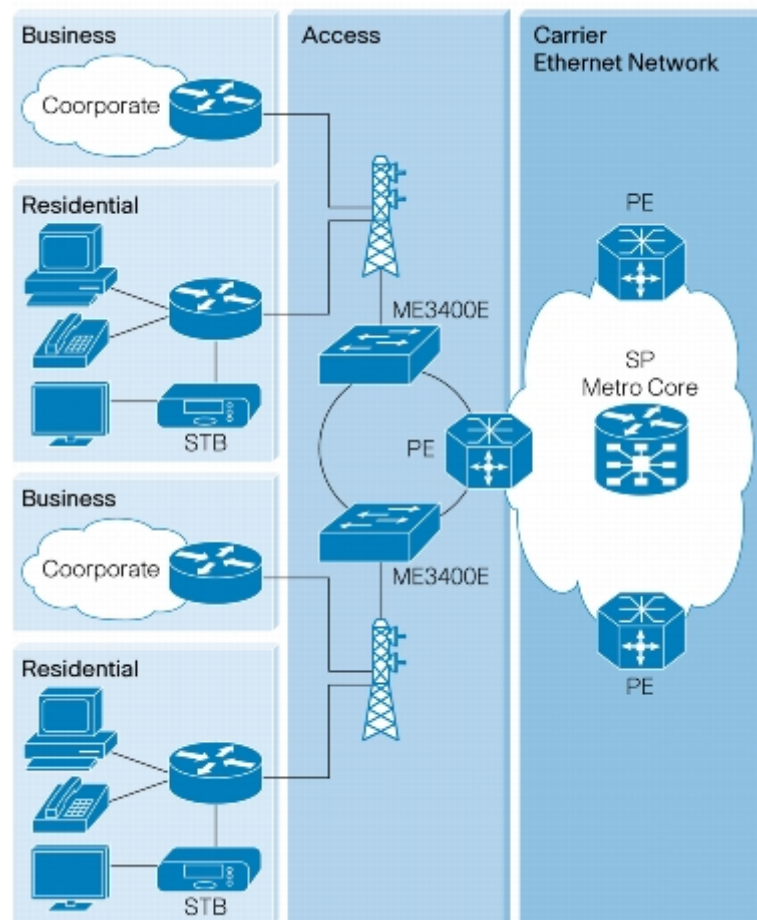 Business
Coorporate
Residential
STB
Business
Coorporate
Residential
STB
Access
ME3400E
PE
ME3400E
Carrier
Ethernet Network
PE
SP
Metro Core
PE